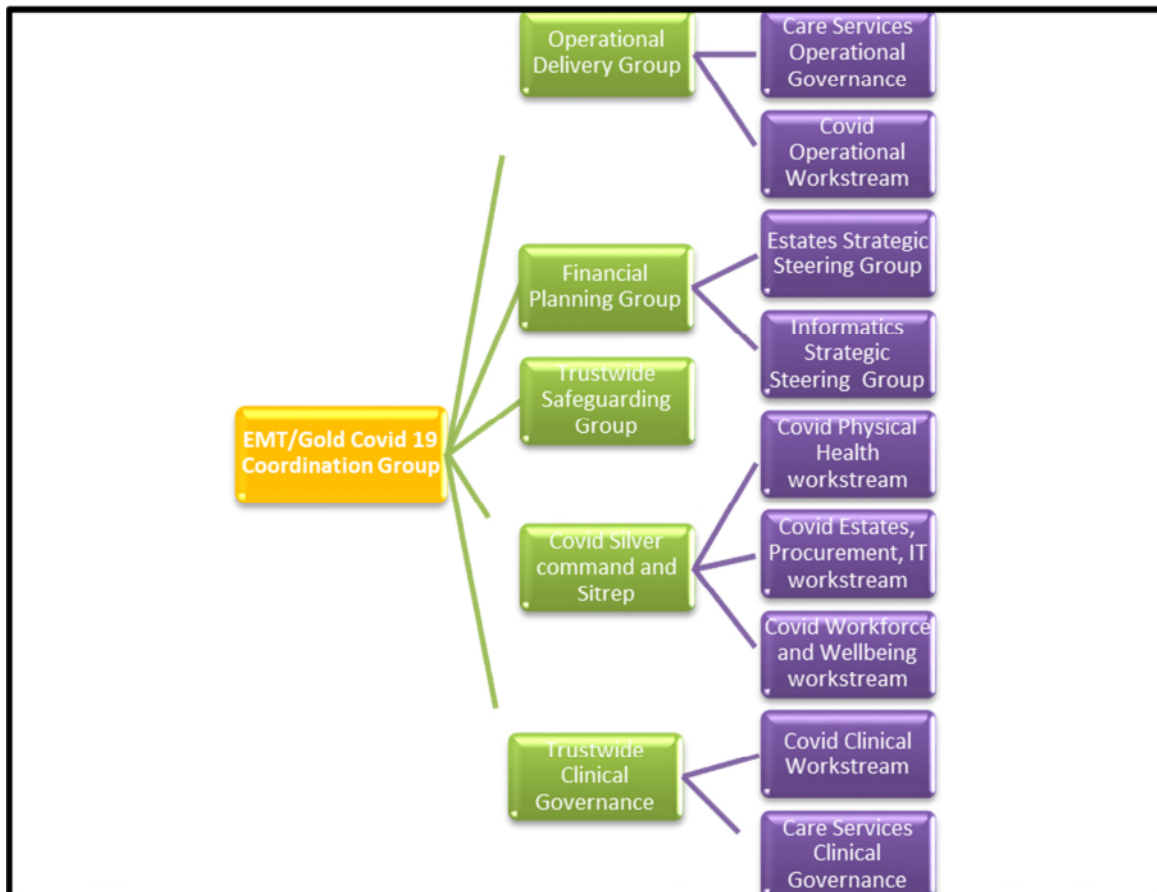 Operational
Delivery Group
Care Services
Operational
Governance
Covid
Operational
Workstream
Financial
Planning Group
Estates Strategic
Steering Group
Informatics
Strategic
Steering Group
Trustwide
Safeguarding
Group
EMT/Gold Covid 19
Coordination Group
Covid Silver
command and
Sitrep
Covid Physical
Health
workstream
Covid Estates,
Procurement, IT
workstream
Covid Workforce
and Wellbeing
workstream
Trustwide
Clinical
Governance
Covid Clinical
Workstream
Care Services
Clinical
Governance